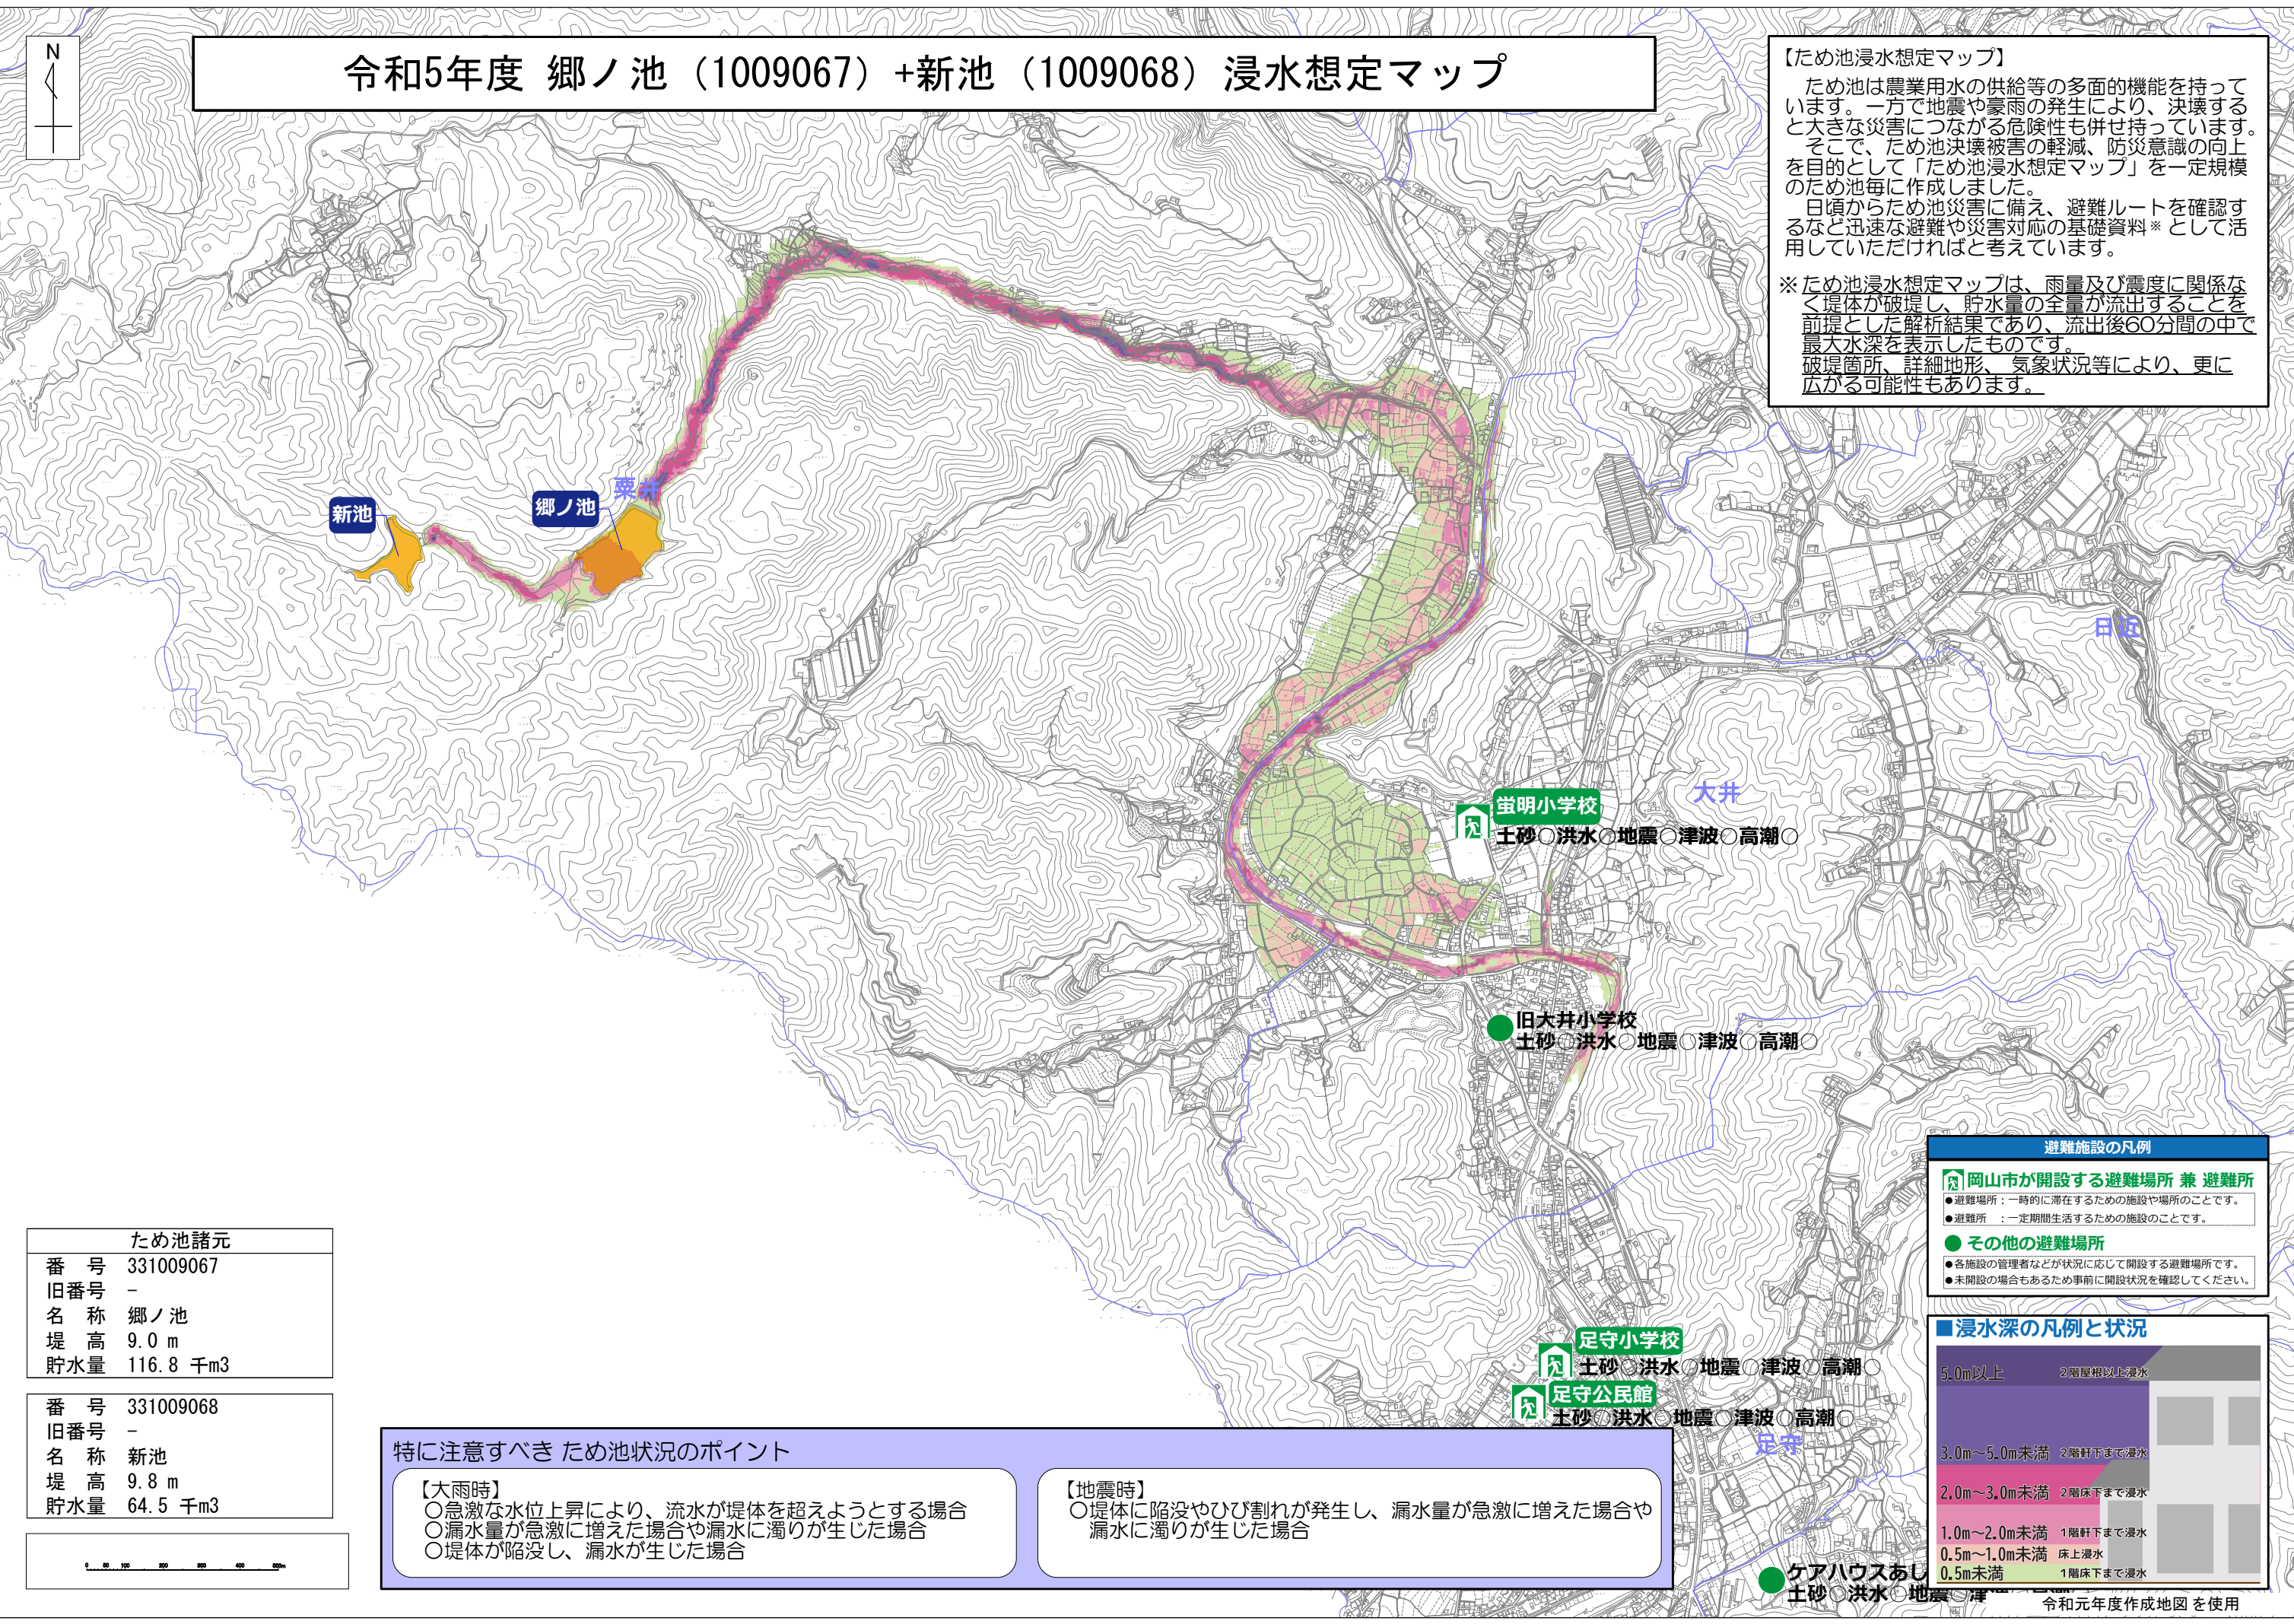 N
令和5年度 郷ノ池（1009067）+新池（1009068）浸水想定マップ
【ため池浸水想定マップ】
ため池は農業用水の供給等の多面的機能を持って
います。一方で地震や豪雨の発生により、決壊する
と大きな災害につながる危険性も併せ持っています。
そこで、ため池決壊被害の軽減、防災意識の向上
を目的として「ため池浸水想定マップ」を一定規模
のため池毎に作成しました。
日頃からため池災害に備え、避難ルートを確認す
るなど迅速な避難や災害対応の基礎資料※ として活
用していただければと考えています。
※ため池浸水想定マップは、雨量及び震度に関係な
く堤体が破堤し、貯水量の全量が流出することを
前提とした解析結果であり、流出後60分間の中で
最大水深を表示したものです。
破堤箇所、詳細地形、 気象状況等により、更に
広がる可能性もあります。
粟井
郷ノ池
新池
日近
大井
蛍明小学校
土砂○洪水○地震○津波○高潮○
旧大井小学校
土砂○洪水○地震○津波○高潮○
足守小学校
土砂○洪水○地震○津波○高潮○
足守公民館
土砂○洪水○地震○津波○高潮○
足守
ケアハウスあし
土砂○洪水○地震○津
避難施設の凡例
岡山市が開設する避難場所 兼 避難所
●避難場所：一時的に滞在するための施設や場所のことです。
●避難所　：一定期間生活するための施設のことです。
● その他の避難場所
●各施設の管理者などが状況に応じて開設する避難場所です。
●未開設の場合もあるため事前に開設状況を確認してください。
■浸水深の凡例と状況
5.0m以上 2階屋根以上浸水
3.0m～5.0m未満 2階軒下まで浸水
2.0m～3.0m未満 2階床下まで浸水
1.0m～2.0m未満 1階軒下まで浸水
0.5m～1.0m未満 床上浸水
0.5m未満 1階床下まで浸水
令和元年度作成地図 を使用
ため池諸元
番　号 331009067
旧番号 -
名　称 郷ノ池
堤　高 9.0 m
貯水量 116.8 千m3
番　号 331009068
旧番号 -
名　称 新池
堤　高 9.8 m
貯水量 64.5 千m3
0 50 100 200 300 400 500m
特に注意すべき ため池状況のポイント
【大雨時】
○急激な水位上昇により、流水が堤体を超えようとする場合
○漏水量が急激に増えた場合や漏水に濁りが生じた場合
○堤体が陥没し、漏水が生じた場合
【地震時】
○堤体に陥没やひび割れが発生し、漏水量が急激に増えた場合や
漏水に濁りが生じた場合